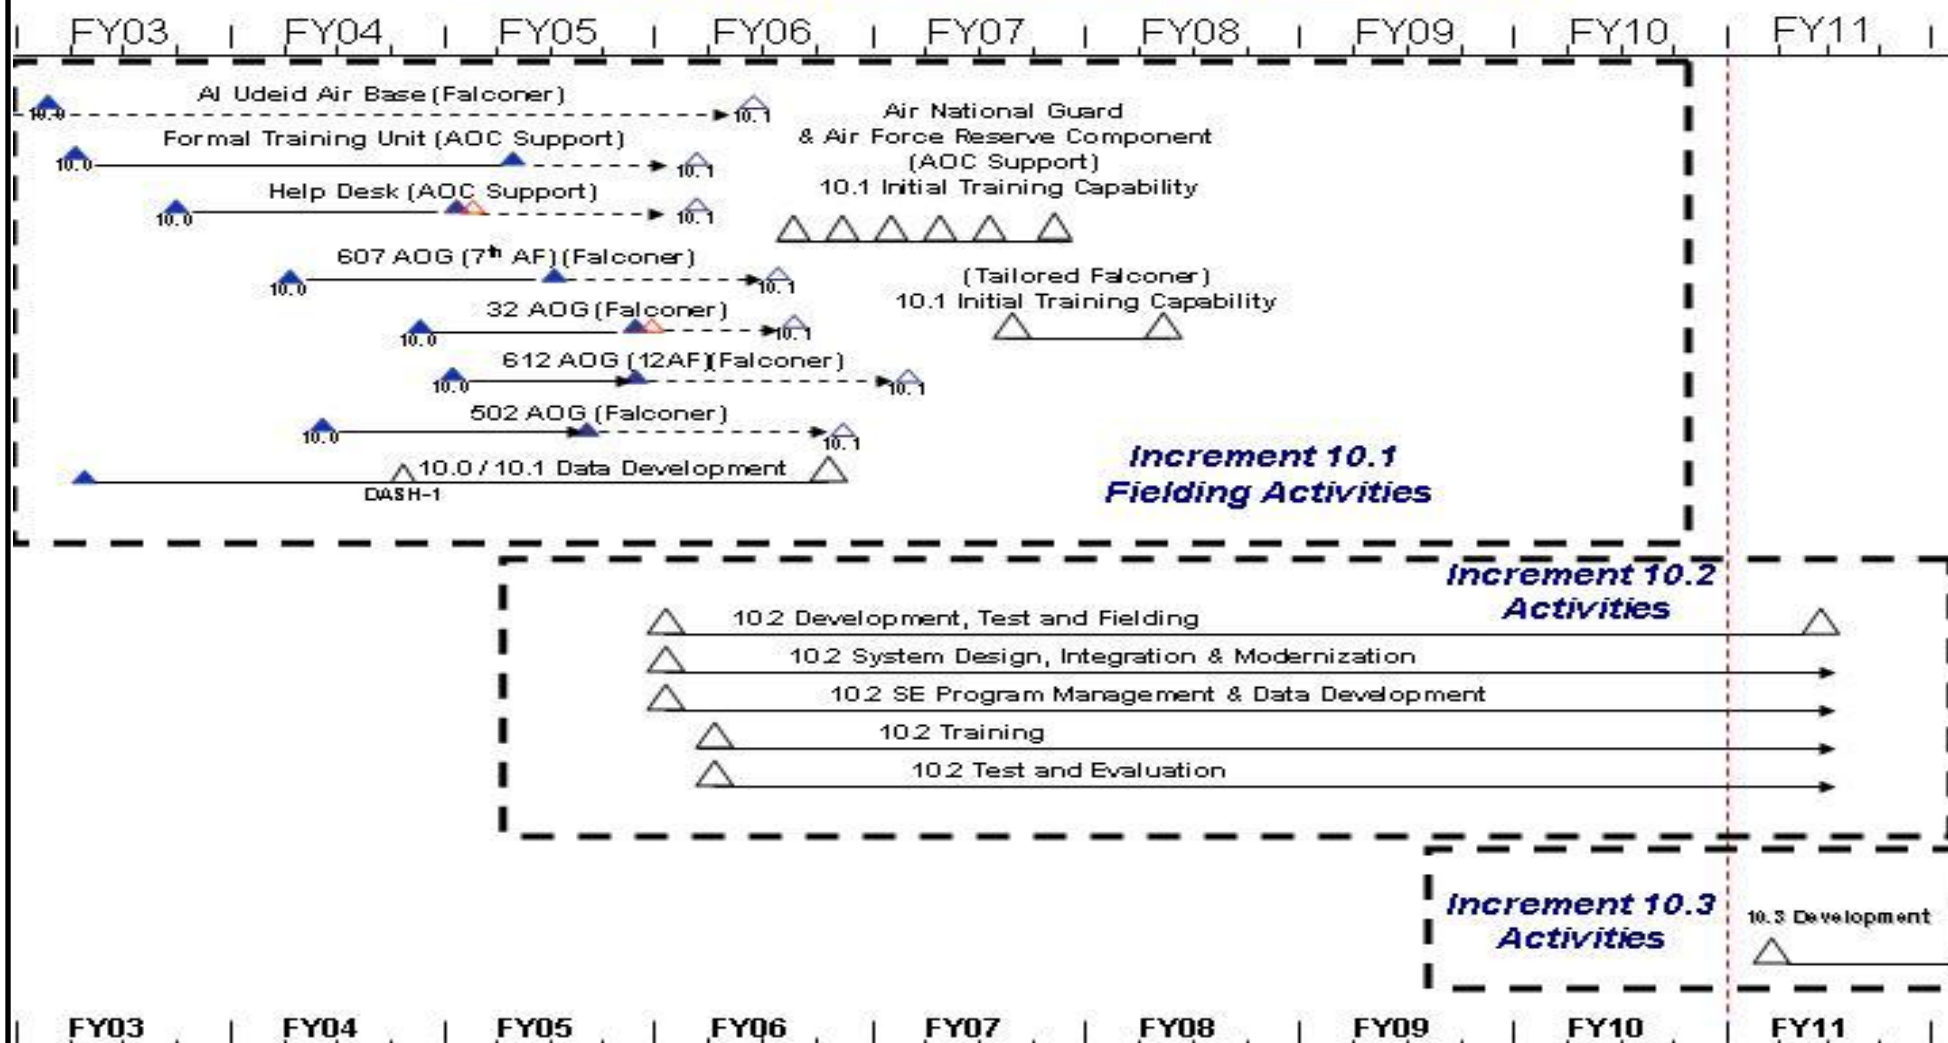 FY03 FY04 FY05 FY06 FY07 FY08 FY09 FY10 FY11
Al Udeid Air Base (Falconer)
10.0
10.1
Formal Training Unit (AOC Support)
10.0
10.1
Help Desk (AOC Support)
10.0
10.1
607 AOG (7th AF)(Falconer)
10.0
10.1
32 AOG (Falconer)
10.0
10.1
612 AOG (12AF)(Falconer)
10.0
10.1
502 AOG (Falconer)
10.0
10.1
10.0 / 10.1 Data Development
DASH-1
Air National Guard
& Air Force Reserve Component
(AOC Support)
10.1 Initial Training Capability
(Tailored Falconer)
10.1 Initial Training Capability
Increment 10.1
Fielding Activities
Increment 10.2
Activities
10.2 Development, Test and Fielding
10.2 System Design, Integration & Modernization
10.2 SE Program Management & Data Development
10.2 Training
10.2 Test and Evaluation
Increment 10.3
Activities
10.3 Development
FY03 FY04 FY05 FY06 FY07 FY08 FY09 FY10 FY11